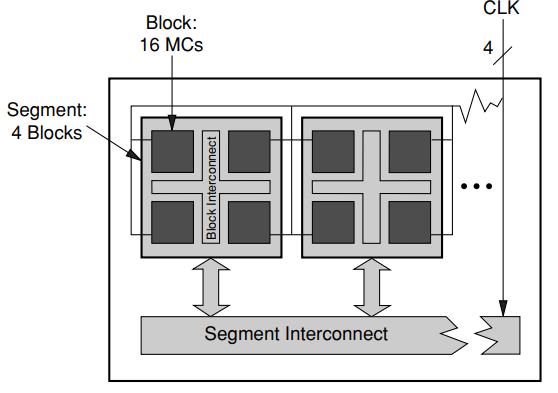 CLK
Block:
16 MCs
4
Segment:
4 Blocks
Block Interconnect
Segment Interconnect